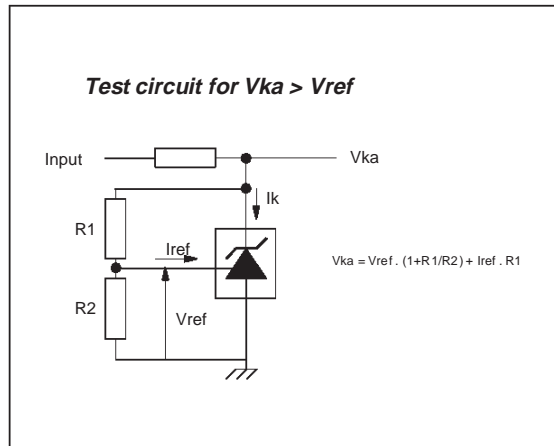 Test circuit for Vka > Vref
Input
Vka
Ik
R1
Iref
Vka = Vref . (1+R1/R2) + Iref . R1
R2
Vref